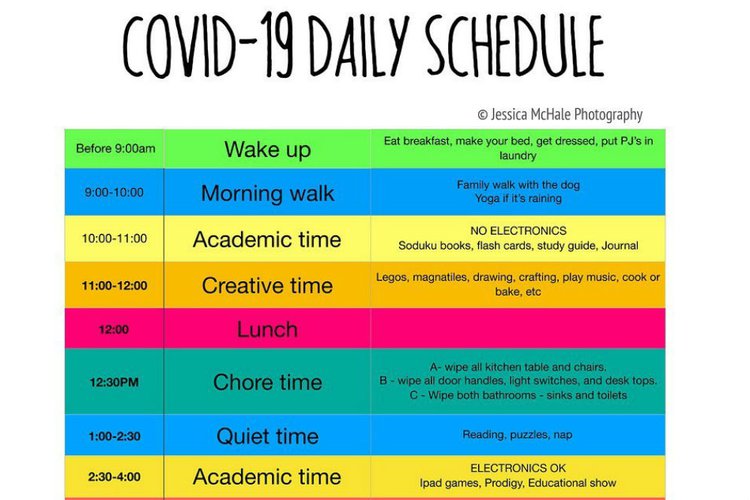 COVID-19 DAILY SCHEDULE
© Jessica McHale Photography
Before 9:00am
Wake up
Eat breakfast, make your bed, get dressed, put PJ's in
laundry
9:00-10:00
Morning walk
Family walk with the dog
Yoga if it's raining
10:00-11:00
Academic time
NO ELECTRONICS
Soduku books, flash cards, study guide, Journal
11:00-12:00
Creative time
Legos, magnatiles, drawing, crafting, play music, cook or
bake, etc
12:00
Lunch
12:30PM
Chore time
A- wipe all kitchen table and chairs.
B - wipe all door handles, light switches, and desk tops.
C - Wipe both bathrooms - sinks and toilets
1:00-2:30
Quiet time
Reading, puzzles, nap
2:30-4:00
Academic time
ELECTRONICS OK
Ipad games, Prodigy, Educational show